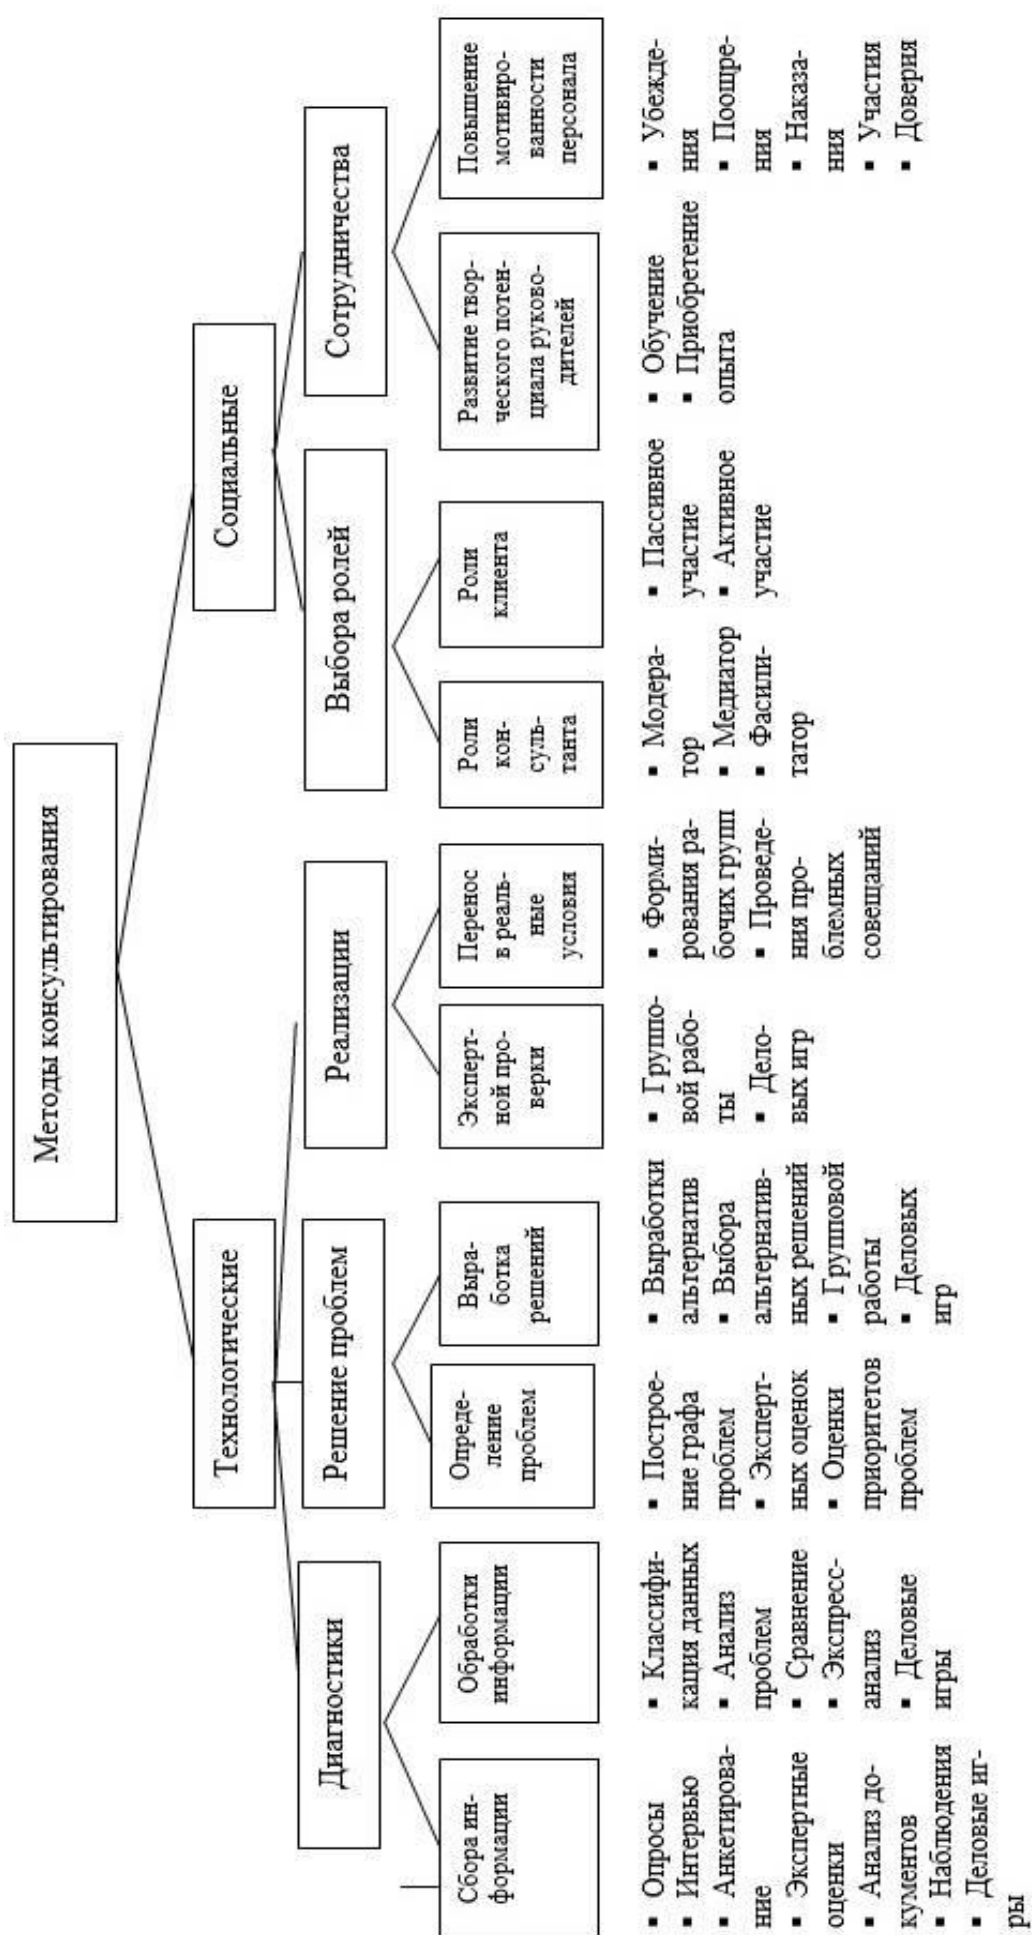 Методы консультирования
Технологические
Социальные
Диагностики
Решение проблем
Реализации
Выбора ролей
Сотрудничества
Сбора ин-
формации
Обработки
информации
Опреде-
ление
проблем
Выра-
ботка
решений
Эксперт-
ной про-
верки
Перенос
в реаль-
ные
условия
Роли
кон-
суль-
танта
Роли
клиента
Развитие твор-
ческого потен-
циала руково-
дителей
Повышение
мотивиро-
ванности
персонала
▪ Опросы
▪ Интервью
▪ Анкетирова-
ние
▪ Экспертные
оценки
▪ Анализ до-
кументов
▪ Наблюдения
▪ Деловые иг-
ры
▪ Классифи-
кация данных
▪ Анализ
проблем
▪ Сравнение
▪ Экспресс-
анализ
▪ Деловые
игры
▪ Построе-
ние графа
проблем
▪ Эксперт-
ных оценок
▪ Оценки
приоритетов
проблем
▪ Выработки
альтернатив
▪ Выбора
альтернатив-
ных решений
▪ Групповой
работы
▪ Деловых
игр
▪ Группо-
вой рабо-
ты
▪ Дело-
вых игр
▪ Форми-
рования ра-
бочих групп
▪ Проведе-
ния про-
блемных
совещаний
▪ Модера-
тор
▪ Медиатор
▪ Фасили-
татор
▪ Пассивное
участие
▪ Активное
участие
▪ Обучение
▪ Приобретение
опыта
▪ Убежде-
ния
▪ Поощре-
ния
▪ Наказа-
ния
▪ Участия
▪ Доверия